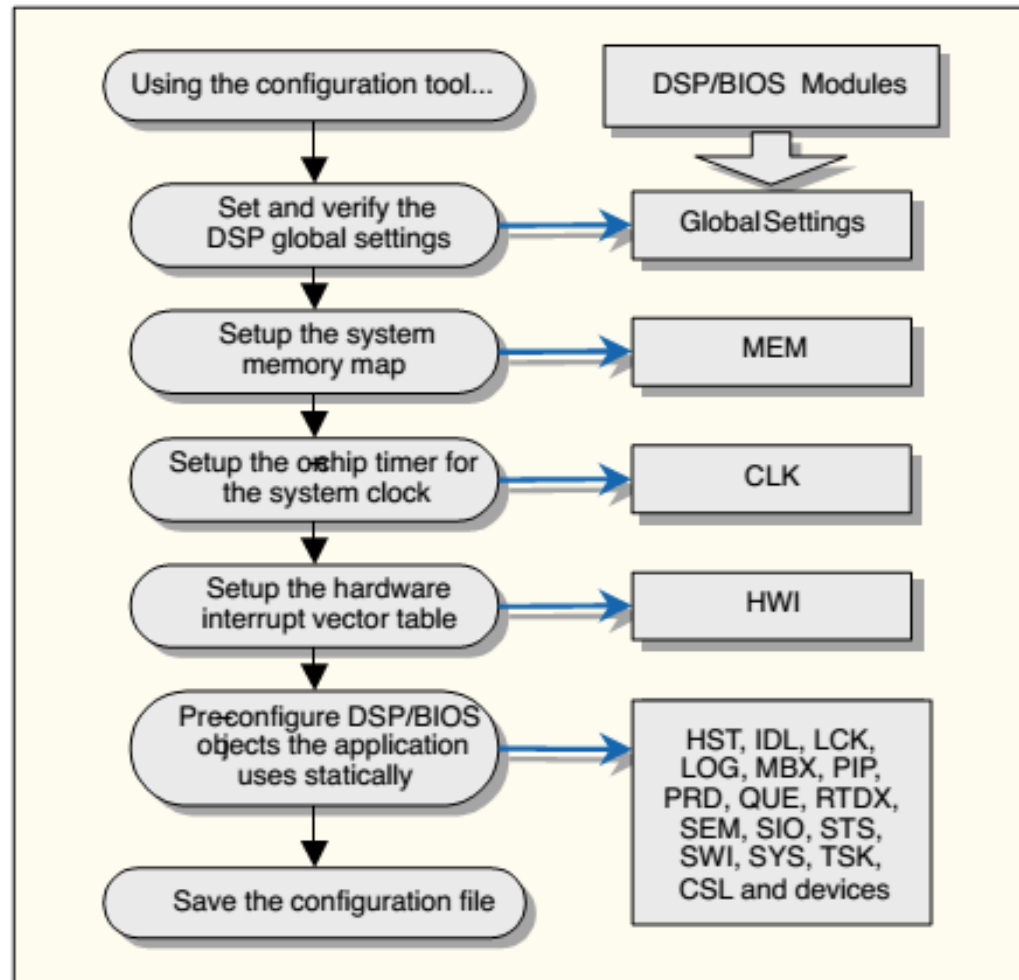 Using the configuration tool...
DSP/BIOS Modules
Set and verify the
DSP global settings
Global Settings
Setup the system
memory map
MEM
Setup the on-chip timer for
the system clock
CLK
Setup the hardware
interrupt vector table
HWI
Pre-configure DSP/BIOS
objects the application
uses statically
HST, IDL, LCK,
LOG, MBX, PIP,
PRD, QUE, RTDX,
SEM, SIO, STS,
SWI, SYS, TSK,
CSL and devices
Save the configuration file